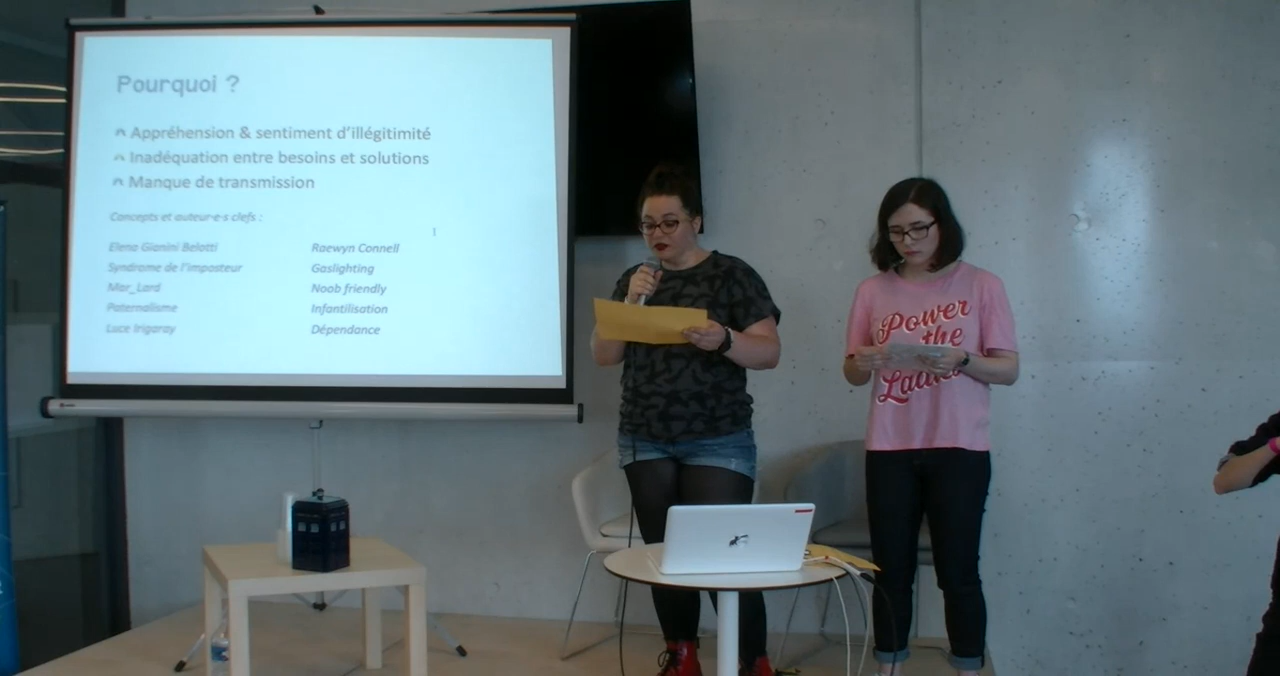 Pourquoi ?
Appréhension & sentiment d'illégitimité
Inadéquation entre besoins et solutions
Manque de transmission
Concepts et auteur·e·s clefs :
Elena Gianini Belotti
Raewyn Connell
Syndrome de l'imposteur
Gaslighting
Mar_Lard
Noob friendly
Paternalisme
Infantilisation
Luce Irigaray
Dépendance
Power
the